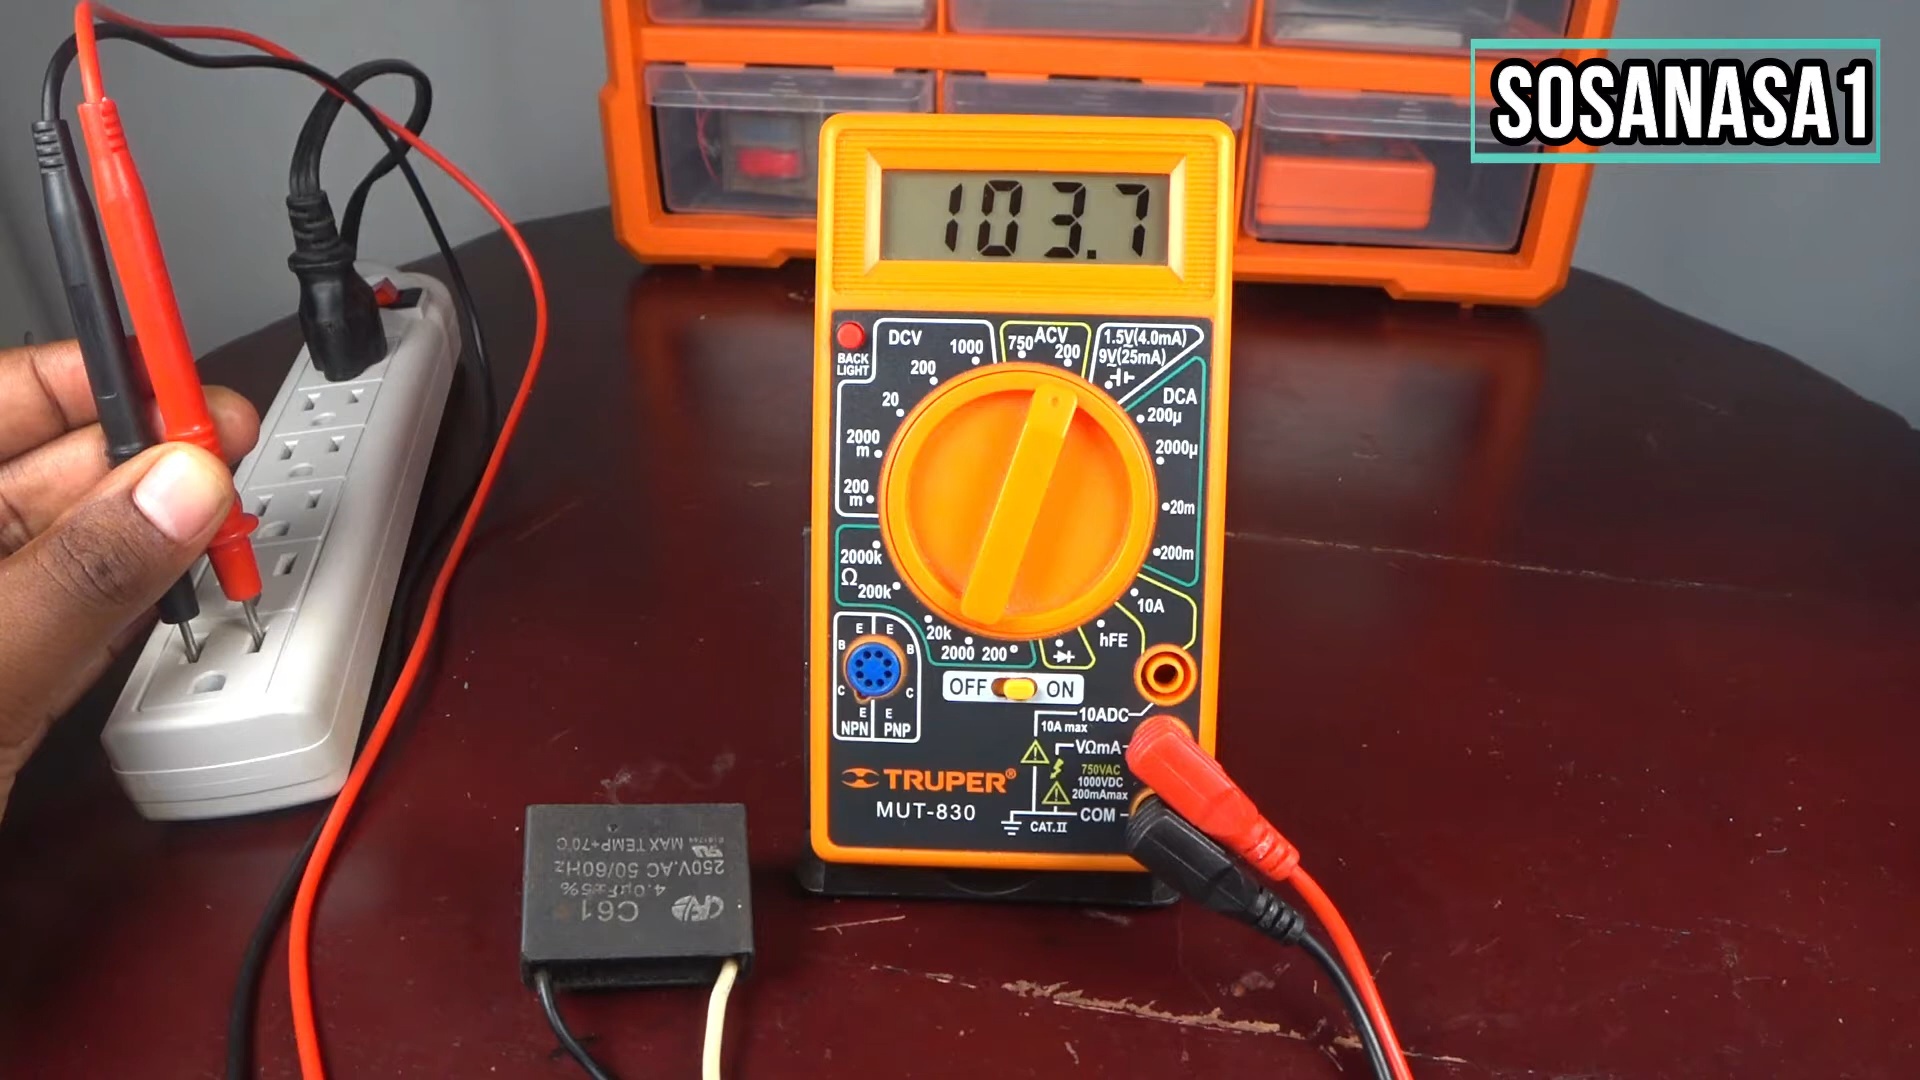 SOSANASA1
103.7
DCV
1000
200
20
2000
m
200
m
BACK
LIGHT
750 ACV 200
1.5V(4.0mA)
9V(25mA)
DCA
200µ
2000µ
20m
200m
10A
hFE
2000k
Ω
200k
20k
2000 200
OFF ON
E E
B B
C C
E E
NPN PNP
10ADC
10A max
VΩmA
750VAC
1000VDC
200mAmax
COM
CAT.II
TRUPER®
MUT-830
C61
4.0µF±5%
250V.AC 50/60Hz
MAX TEMP+70°C